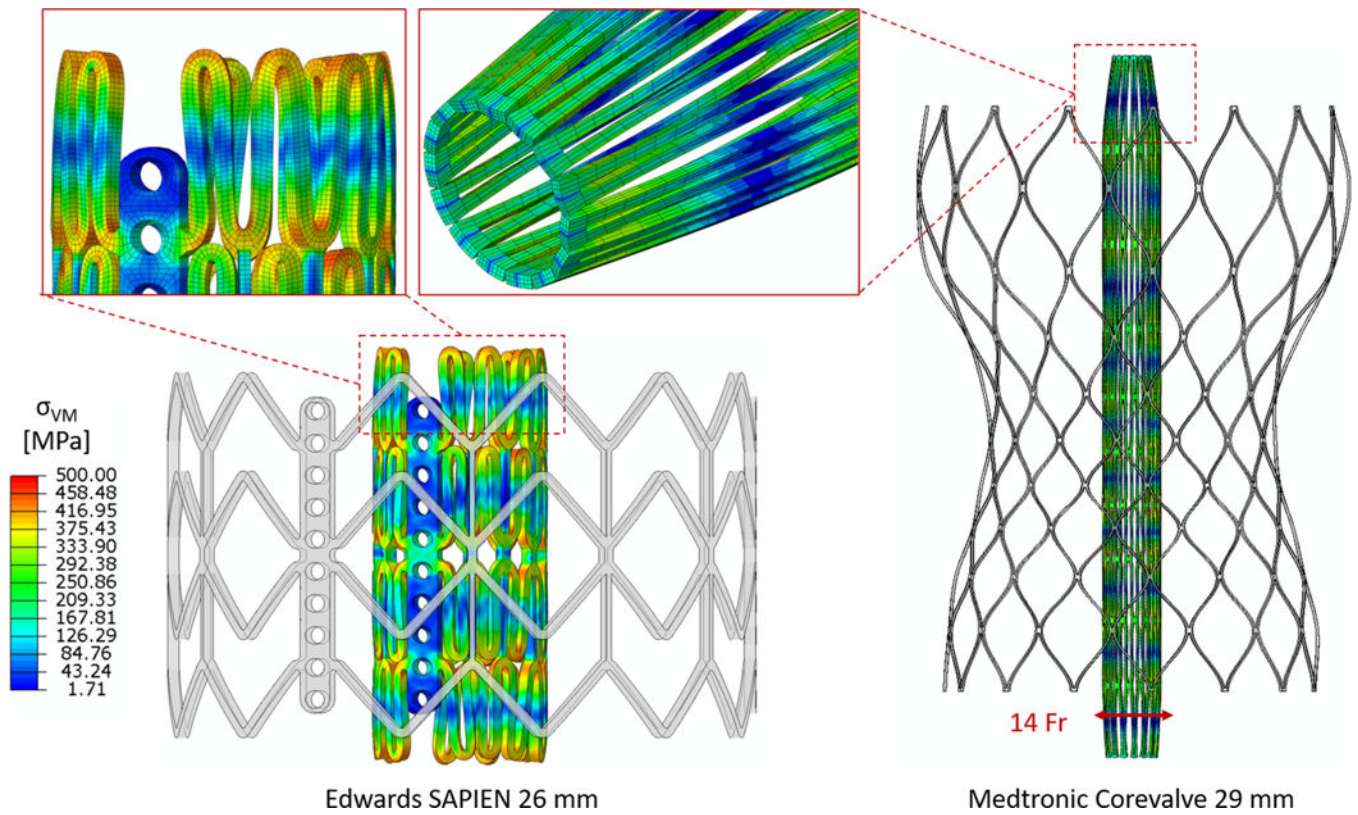 σVM
[MPa]
500.00
458.48
416.95
375.43
333.90
292.38
250.86
209.33
167.81
126.29
84.76
43.24
1.71
14 Fr
Edwards SAPIEN 26 mm
Medtronic Corevalve 29 mm